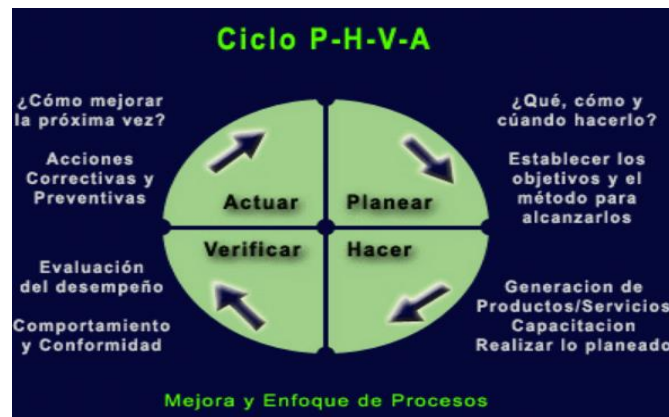 Ciclo P-H-V-A
¿Cómo mejorar
la próxima vez?
Acciones
Correctivas y
Preventivas
¿Qué, cómo y
cúando hacerlo?
Establecer los
objetivos y el
método para
alcanzarlos
Actuar
Planear
Verificar
Hacer
Evaluación
del desempeño
Comportamiento
y Conformidad
Generacion de
Productos/Servicios
Capacitacion
Realizar lo planeado
Mejora y Enfoque de Procesos